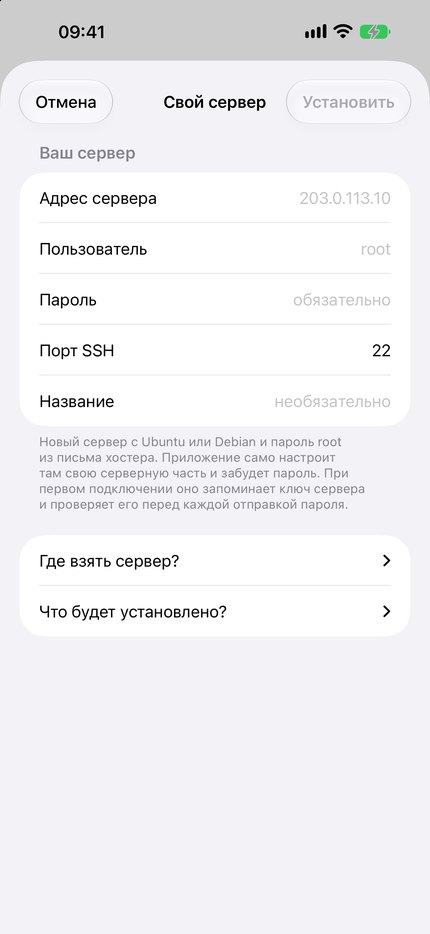 09:41
Отмена
Свой сервер
Установить
Ваш сервер
Адрес сервера 203.0.113.10
Пользователь root
Пароль обязательно
Порт SSH 22
Название необязательно
Новый сервер с Ubuntu или Debian и пароль root
из письма хостера. Приложение само настроит
там свою серверную часть и забудет пароль. При
первом подключении оно запоминает ключ сервера
и проверяет его перед каждой отправкой пароля.
Где взять сервер?
Что будет установлено?